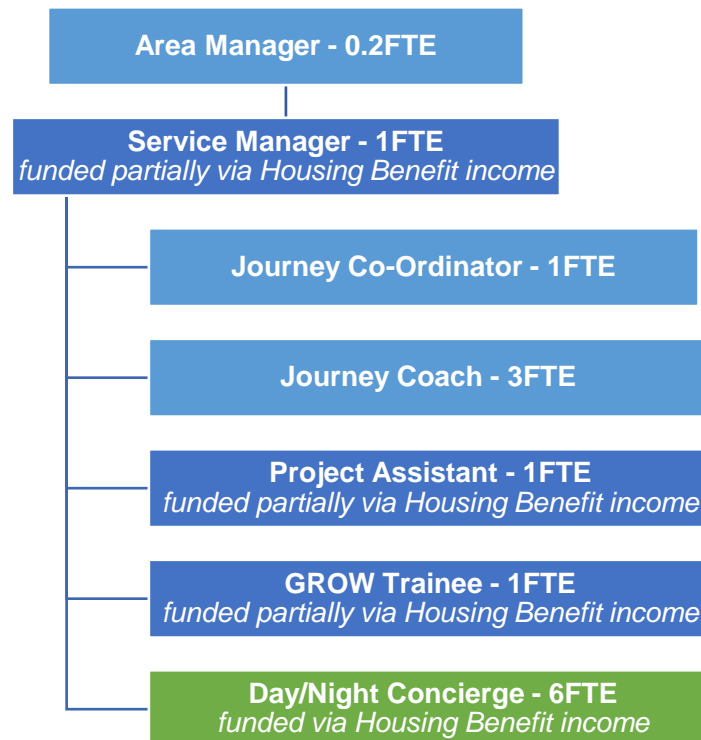 Area Manager - 0.2FTE
Service Manager - 1FTE
funded partially via Housing Benefit income
Journey Co-Ordinator - 1FTE
Journey Coach - 3FTE
Project Assistant - 1FTE
funded partially via Housing Benefit income
GROW Trainee - 1FTE
funded partially via Housing Benefit income
Day/Night Concierge - 6FTE
funded via Housing Benefit income